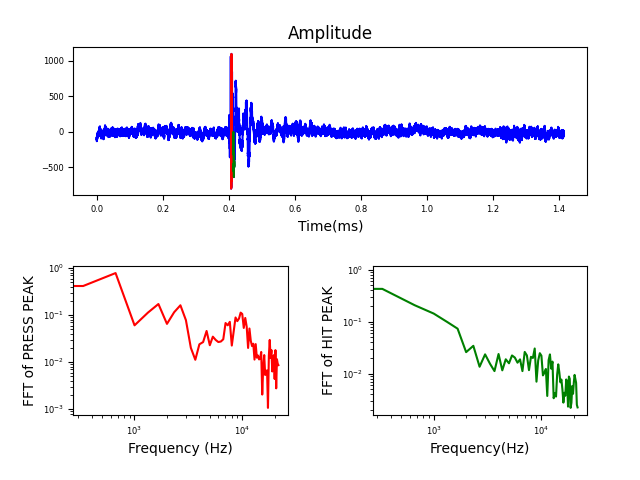 Amplitude
1000
500
0
−500
0.0 0.2 0.4 0.6 0.8 1.0 1.2 1.4
Time(ms)
FFT of PRESS PEAK
10⁰
10⁻¹
10⁻²
10⁻³
10³ 10⁴
Frequency (Hz)
FFT of HIT PEAK
10⁰
10⁻¹
10⁻²
10³ 10⁴
Frequency(Hz)